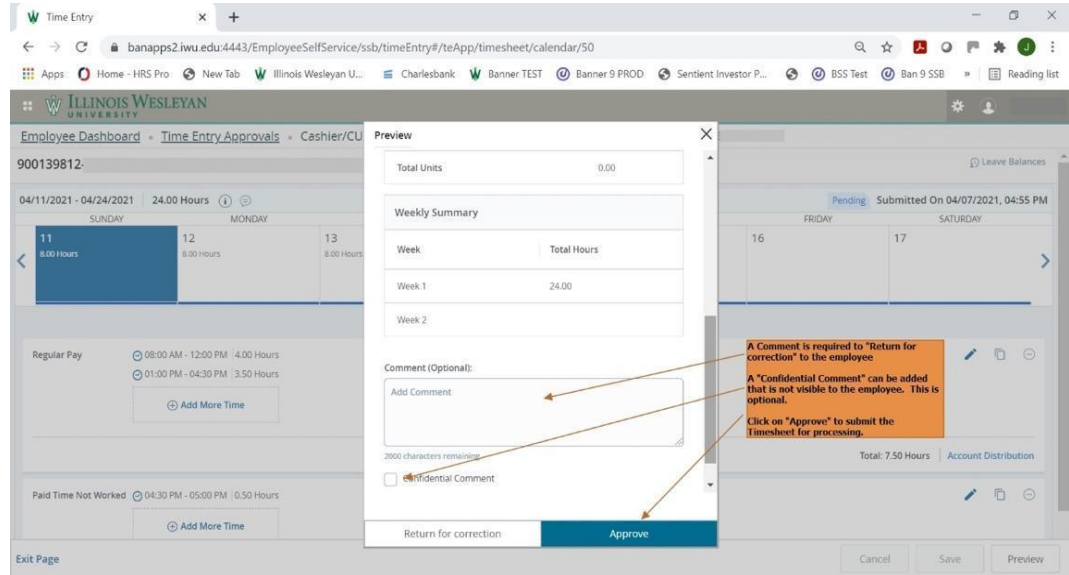 Time Entry
banapps2.iwu.edu:4443/EmployeeSelfService/ssb/timeEntry#/teApp/timesheet/calendar/50
J
Apps Home - HRS Pro New Tab Illinois Wesleyan U... Charlesbank Banner TEST Banner 9 PROD Sentient Investor P... BSS Test Ban 9 SSB » Reading list
ILLINOIS WESLEYAN
UNIVERSITY
Employee Dashboard • Time Entry Approvals • Cashier/CU
900139812-
Leave Balances
04/11/2021 - 04/24/2021 24.00 Hours
Pending Submitted On 04/07/2021, 04:55 PM
SUNDAY MONDAY FRIDAY SATURDAY
11 12 13 16 17
8.00 Hours 8.00 Hours 8.00 Hours
Regular Pay 08:00 AM - 12:00 PM 4.00 Hours
01:00 PM - 04:30 PM 3.50 Hours
Add More Time
Total: 7.50 Hours Account Distribution
Paid Time Not Worked 04:30 PM - 05:00 PM 0.50 Hours
Add More Time
Exit Page
Cancel Save Preview
Preview
Total Units 0.00
Weekly Summary
Week Total Hours
Week 1 24.00
Week 2
Comment (Optional):
Add Comment
2000 characters remaining
Confidential Comment
Return for correction Approve
A Comment is required to "Return for
correction" to the employee
A "Confidential Comment" can be added
that is not visible to the employee. This is
optional.
Click on "Approve" to submit the
Timesheet for processing.